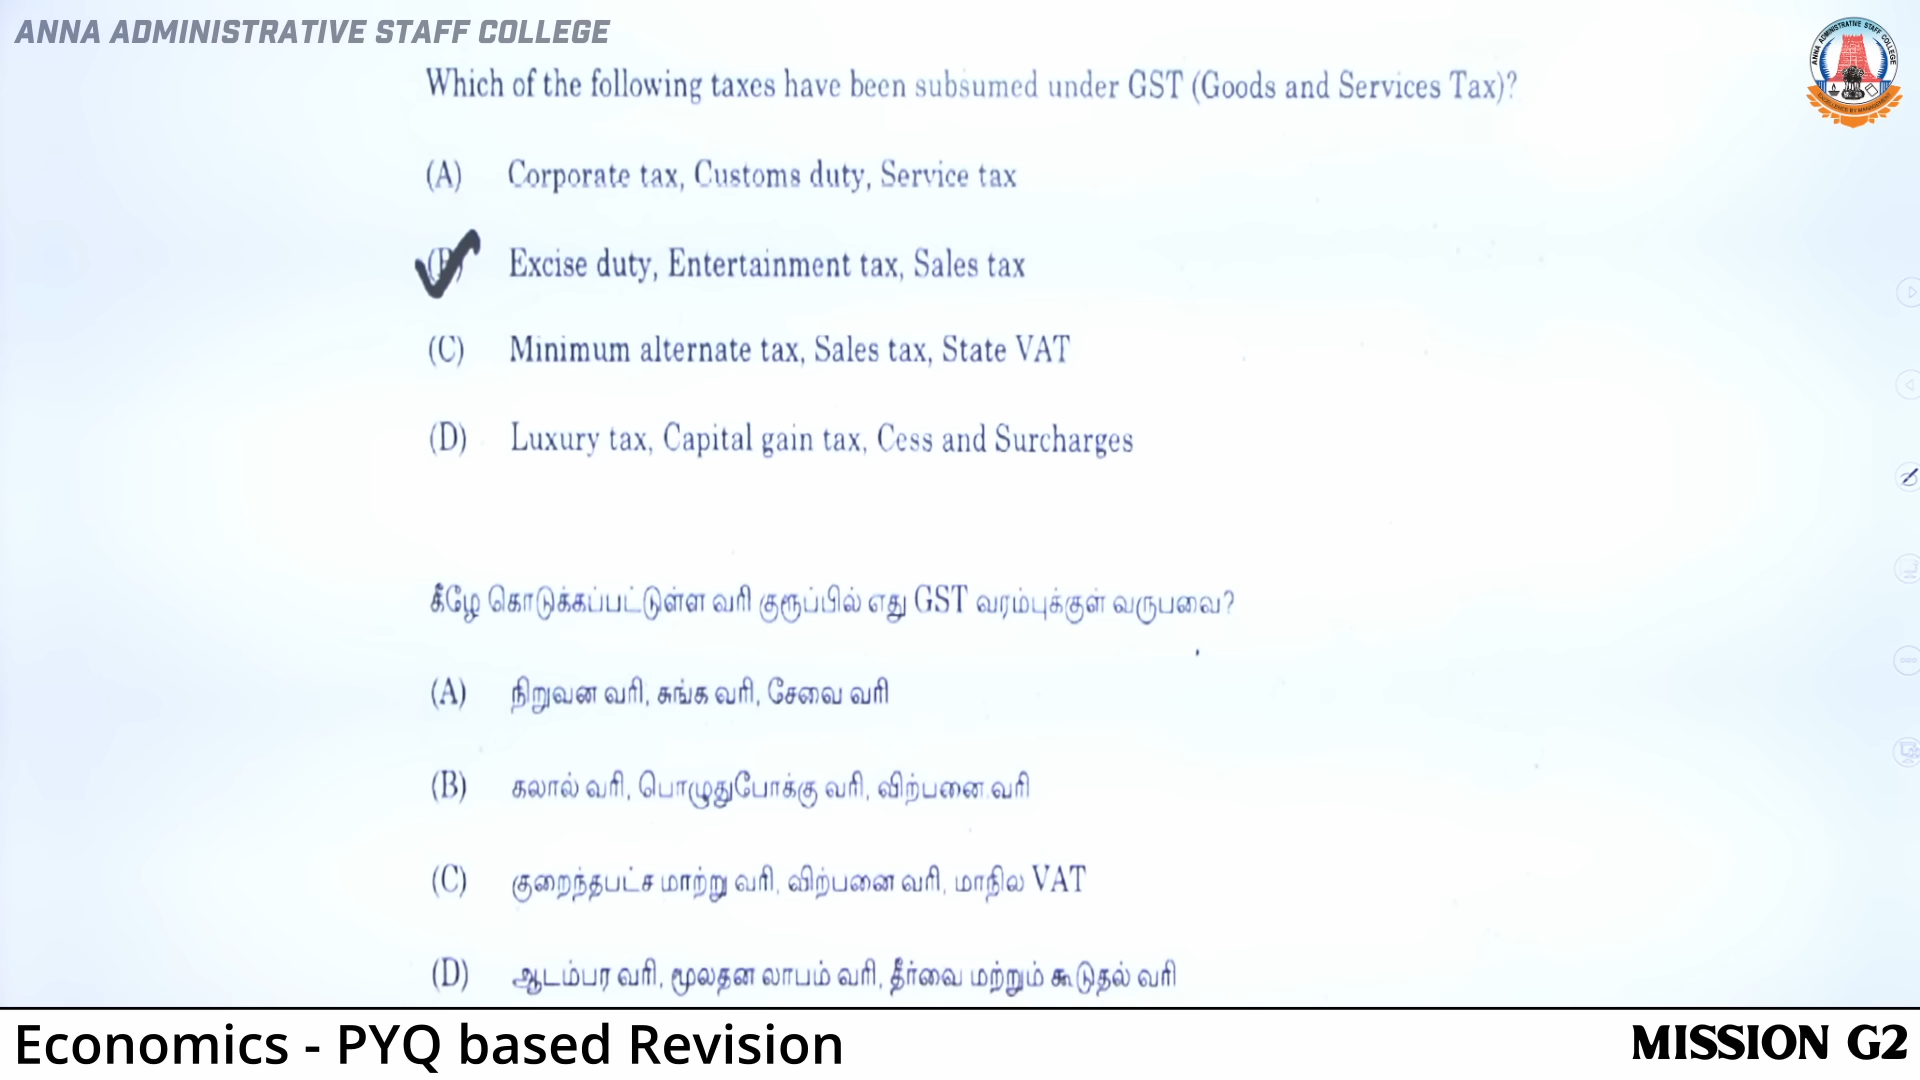 ANNA ADMINISTRATIVE STAFF COLLEGE
Which of the following taxes have been subsumed under GST (Goods and Services Tax)?
(A) Corporate tax, Customs duty, Service tax
(B) Excise duty, Entertainment tax, Sales tax
(C) Minimum alternate tax, Sales tax, State VAT
(D) Luxury tax, Capital gain tax, Cess and Surcharges
கீழே கொடுக்கப்பட்டுள்ள வரி குரூப்பில் எது GST வரம்புக்குள் வருபவை?
(A) நிறுவன வரி, சுங்க வரி, சேவை வரி
(B) கலால் வரி, பொழுதுபோக்கு வரி, விற்பனை வரி
(C) குறைந்தபட்ச மாற்று வரி, விற்பனை வரி, மாநில VAT
(D) ஆடம்பர வரி, மூலதன லாபம் வரி, தீர்வை மற்றும் கூடுதல் வரி
Economics - PYQ based Revision
MISSION G2